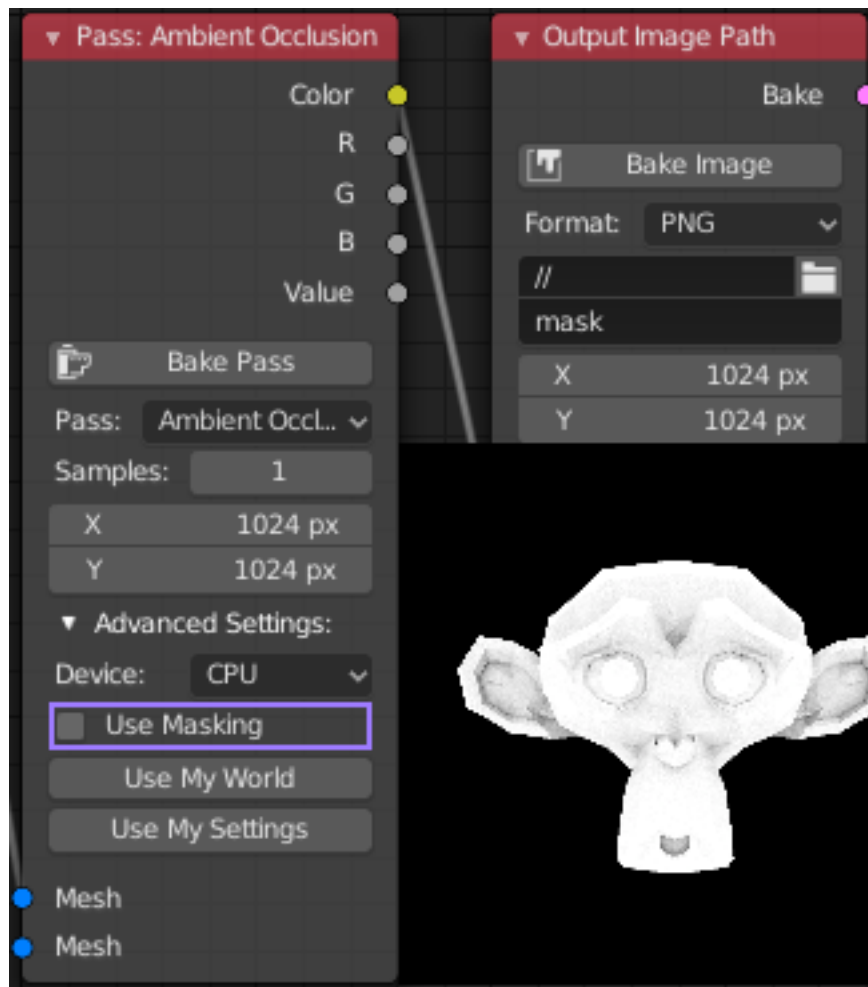 Pass: Ambient Occlusion
Color
R
G
B
Value
Bake Pass
Pass: Ambient Occl...
Samples: 1
X 1024 px
Y 1024 px
Advanced Settings:
Device: CPU
Use Masking
Use My World
Use My Settings
Mesh
Mesh
Output Image Path
Bake
Bake Image
Format: PNG
//
mask
X 1024 px
Y 1024 px